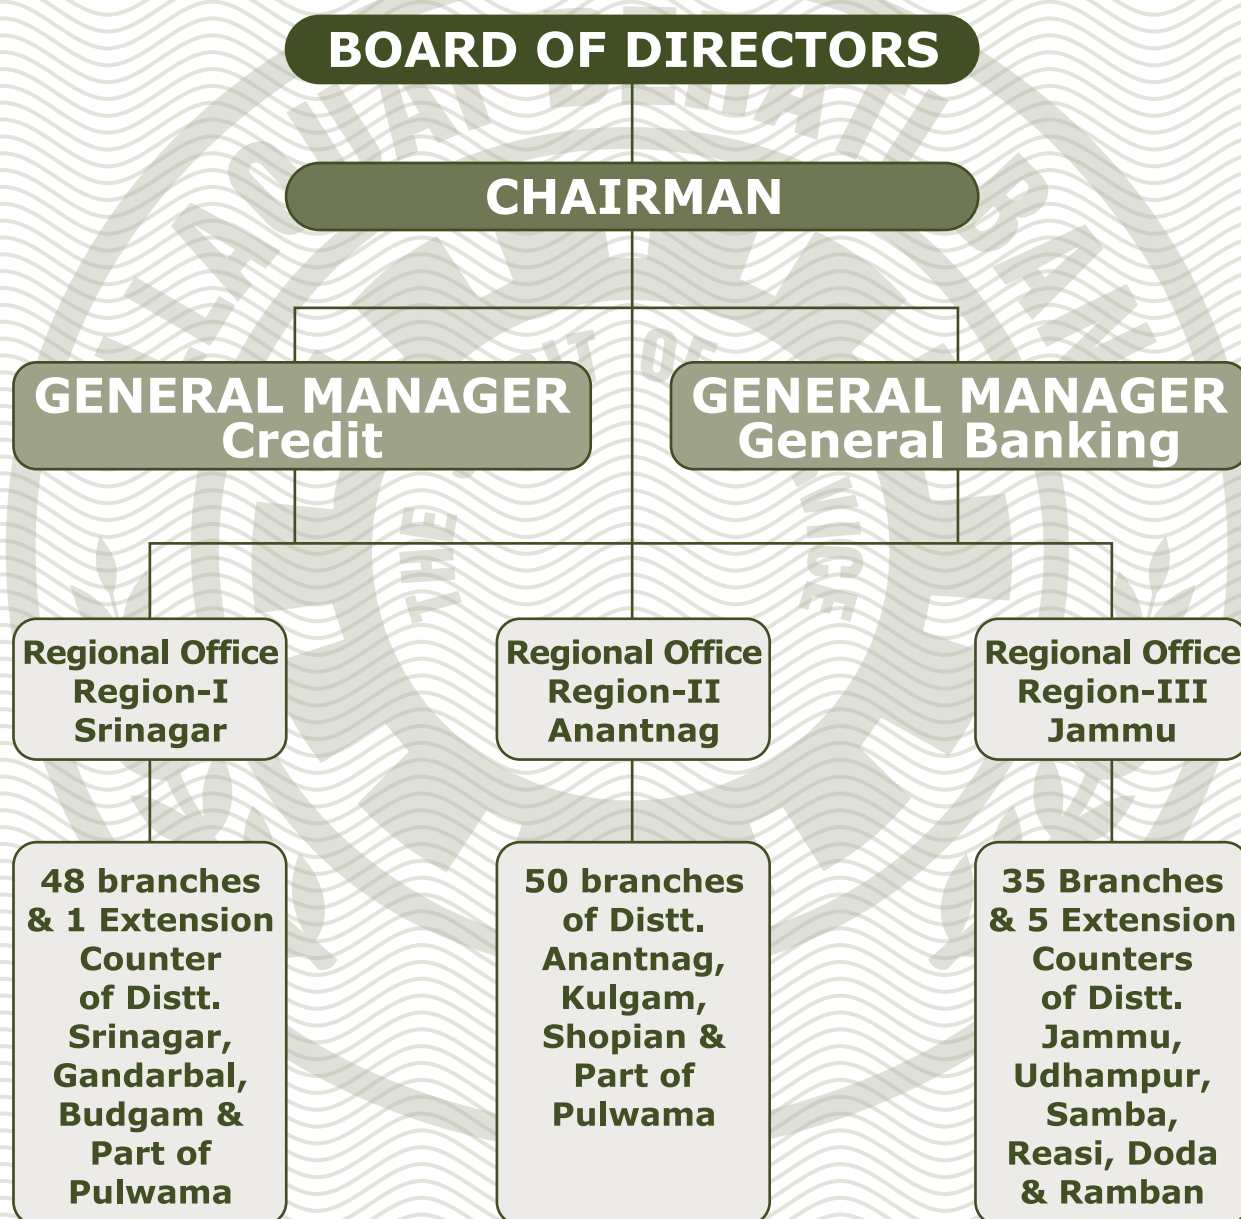 BOARD OF DIRECTORS
CHAIRMAN
GENERAL MANAGER
Credit
GENERAL MANAGER
General Banking
Regional Office
Region-I
Srinagar
Regional Office
Region-II
Anantnag
Regional Office
Region-III
Jammu
48 branches
& 1 Extension
Counter
of Distt.
Srinagar,
Gandarbal,
Budgam &
Part of
Pulwama
50 branches
of Distt.
Anantnag,
Kulgam,
Shopian &
Part of
Pulwama
35 Branches
& 5 Extension
Counters
of Distt.
Jammu,
Udhampur,
Samba,
Reasi, Doda
& Ramban